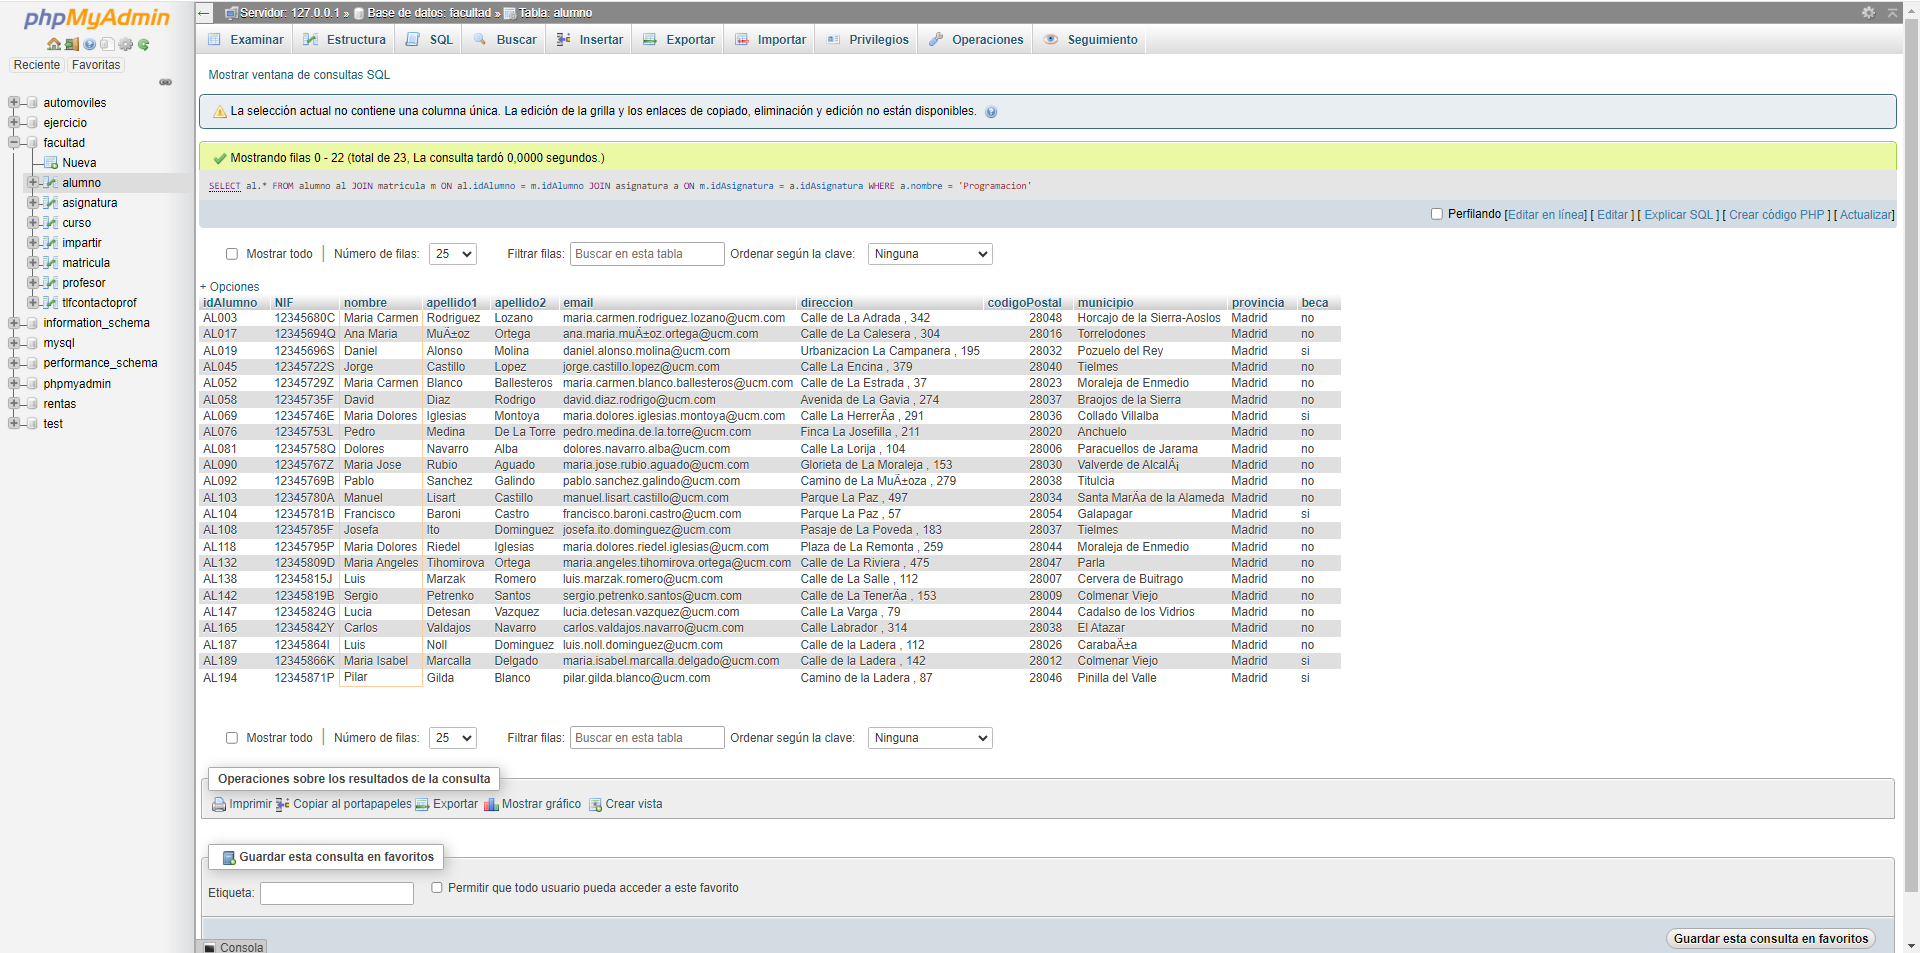 phpMyAdmin
Reciente Favoritas
automoviles
ejercicio
facultad
Nueva
alumno
asignatura
curso
impartir
matricula
profesor
tlfcontactoprof
information_schema
mysql
performance_schema
phpmyadmin
rentas
test
Servidor: 127.0.0.1 » Base de datos: facultad » Tabla: alumno
Examinar Estructura SQL Buscar Insertar Exportar Importar Privilegios Operaciones Seguimiento
Mostrar ventana de consultas SQL
La selección actual no contiene una columna única. La edición de la grilla y los enlaces de copiado, eliminación y edición no están disponibles.
Mostrando filas 0 - 22 (total de 23, La consulta tardó 0,0000 segundos.)
SELECT al.* FROM alumno al JOIN matricula m ON al.idAlumno = m.idAlumno JOIN asignatura a ON m.idAsignatura = a.idAsignatura WHERE a.nombre = 'Programacion'
Perfilando [Editar en línea] [ Editar ] [ Explicar SQL ] [ Crear código PHP ] [ Actualizar]
Mostrar todo | Número de filas: 25 Filtrar filas: Buscar en esta tabla Ordenar según la clave: Ninguna
+ Opciones
idAlumno NIF nombre apellido1 apellido2 email direccion codigoPostal municipio provincia beca
AL003 12345680C Maria Carmen Rodriguez Lozano maria.carmen.rodriguez.lozano@ucm.com Calle de La Adrada , 342 28048 Horcajo de la Sierra-Aoslos Madrid no
AL017 12345694Q Ana Maria MuÃ±oz Ortega ana.maria.muÃ±oz.ortega@ucm.com Calle de La Calesera , 304 28016 Torrelodones Madrid no
AL019 12345696S Daniel Alonso Molina daniel.alonso.molina@ucm.com Urbanizacion La Campanera , 195 28032 Pozuelo del Rey Madrid si
AL045 12345722S Jorge Castillo Lopez jorge.castillo.lopez@ucm.com Calle La Encina , 379 28040 Tielmes Madrid no
AL052 12345729Z Maria Carmen Blanco Ballesteros maria.carmen.blanco.ballesteros@ucm.com Calle de La Estrada , 37 28023 Moraleja de Enmedio Madrid no
AL058 12345735F David Diaz Rodrigo david.diaz.rodrigo@ucm.com Avenida de La Gavia , 274 28037 Braojos de la Sierra Madrid no
AL069 12345746E Maria Dolores Iglesias Montoya maria.dolores.iglesias.montoya@ucm.com Calle La HerrerÃa , 291 28036 Collado Villalba Madrid si
AL076 12345753L Pedro Medina De La Torre pedro.medina.de.la.torre@ucm.com Finca La Josefilla , 211 28020 Anchuelo Madrid no
AL081 12345758Q Dolores Navarro Alba dolores.navarro.alba@ucm.com Calle La Lorija , 104 28006 Paracuellos de Jarama Madrid no
AL090 12345767Z Maria Jose Rubio Aguado maria.jose.rubio.aguado@ucm.com Glorieta de La Moraleja , 153 28030 Valverde de AlcalÃ¡ Madrid no
AL092 12345769B Pablo Sanchez Galindo pablo.sanchez.galindo@ucm.com Camino de La MuÃ±oza , 279 28038 Titulcia Madrid no
AL103 12345780A Manuel Lisart Castillo manuel.lisart.castillo@ucm.com Parque La Paz , 497 28034 Santa MarÃa de la Alameda Madrid no
AL104 12345781B Francisco Baroni Castro francisco.baroni.castro@ucm.com Parque La Paz , 57 28054 Galapagar Madrid si
AL108 12345785F Josefa Ito Dominguez josefa.ito.dominguez@ucm.com Pasaje de La Poveda , 183 28037 Tielmes Madrid no
AL118 12345795P Maria Dolores Riedel Iglesias maria.dolores.riedel.iglesias@ucm.com Plaza de La Remonta , 259 28044 Moraleja de Enmedio Madrid no
AL132 12345809D Maria Angeles Tihomirova Ortega maria.angeles.tihomirova.ortega@ucm.com Calle de La Riviera , 475 28047 Parla Madrid no
AL138 12345815J Luis Marzak Romero luis.marzak.romero@ucm.com Calle de La Salle , 112 28007 Cervera de Buitrago Madrid no
AL142 12345819B Sergio Petrenko Santos sergio.petrenko.santos@ucm.com Calle de La TenerÃa , 153 28009 Colmenar Viejo Madrid no
AL147 12345824G Lucia Detesan Vazquez lucia.detesan.vazquez@ucm.com Calle La Varga , 79 28044 Cadalso de los Vidrios Madrid no
AL165 12345842Y Carlos Valdajos Navarro carlos.valdajos.navarro@ucm.com Calle Labrador , 314 28038 El Atazar Madrid no
AL187 12345864I Luis Noll Dominguez luis.noll.dominguez@ucm.com Calle de la Ladera , 112 28026 CarabaÃ±a Madrid no
AL189 12345866K Maria Isabel Marcalla Delgado maria.isabel.marcalla.delgado@ucm.com Calle de la Ladera , 142 28012 Colmenar Viejo Madrid si
AL194 12345871P Pilar Gilda Blanco pilar.gilda.blanco@ucm.com Camino de la Ladera , 87 28046 Pinilla del Valle Madrid si
Mostrar todo | Número de filas: 25 Filtrar filas: Buscar en esta tabla Ordenar según la clave: Ninguna
Operaciones sobre los resultados de la consulta
Imprimir Copiar al portapapeles Exportar Mostrar gráfico Crear vista
Guardar esta consulta en favoritos
Etiqueta: Permitir que todo usuario pueda acceder a este favorito
Guardar esta consulta en favoritos
Consola